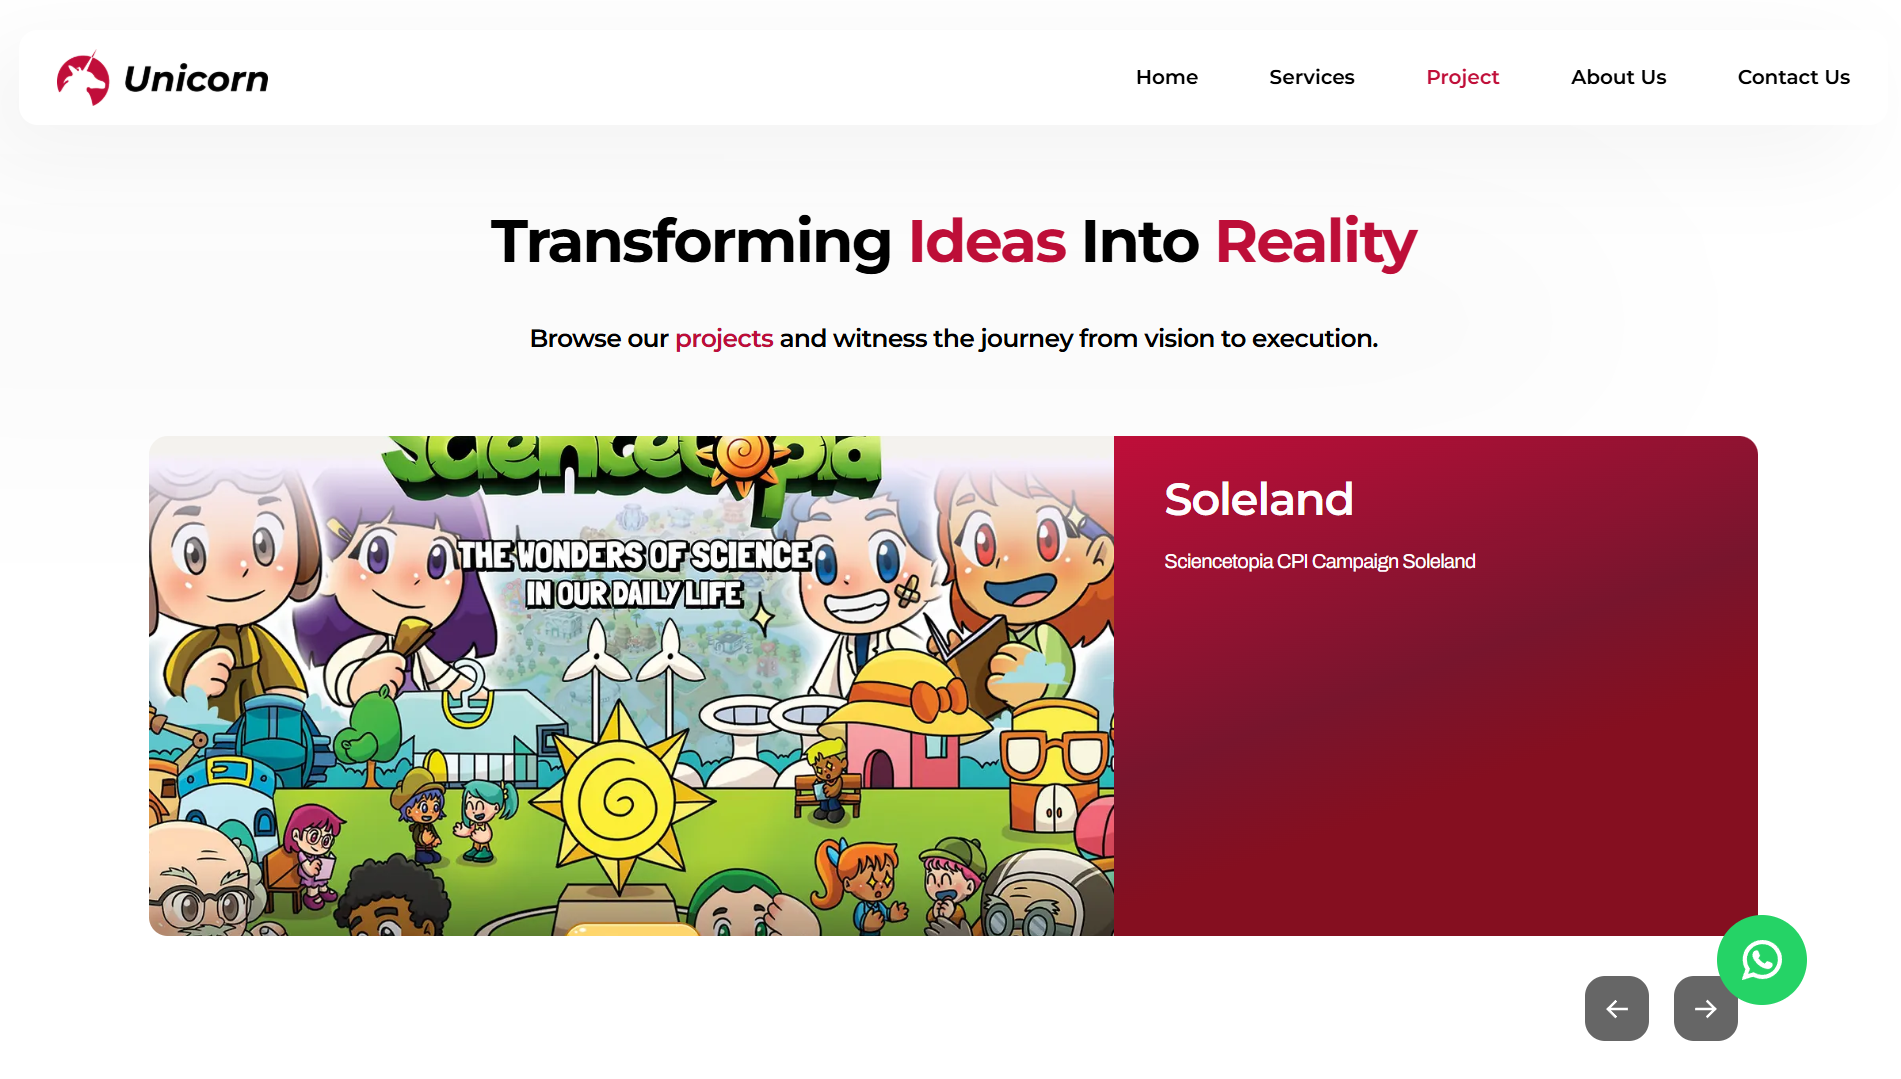 Unicorn
Home Services Project About Us Contact Us
Transforming Ideas Into Reality
Browse our projects and witness the journey from vision to execution.
Sciencetopia
THE WONDERS OF SCIENCE
IN OUR DAILY LIFE
Soleland
Sciencetopia CPI Campaign Soleland